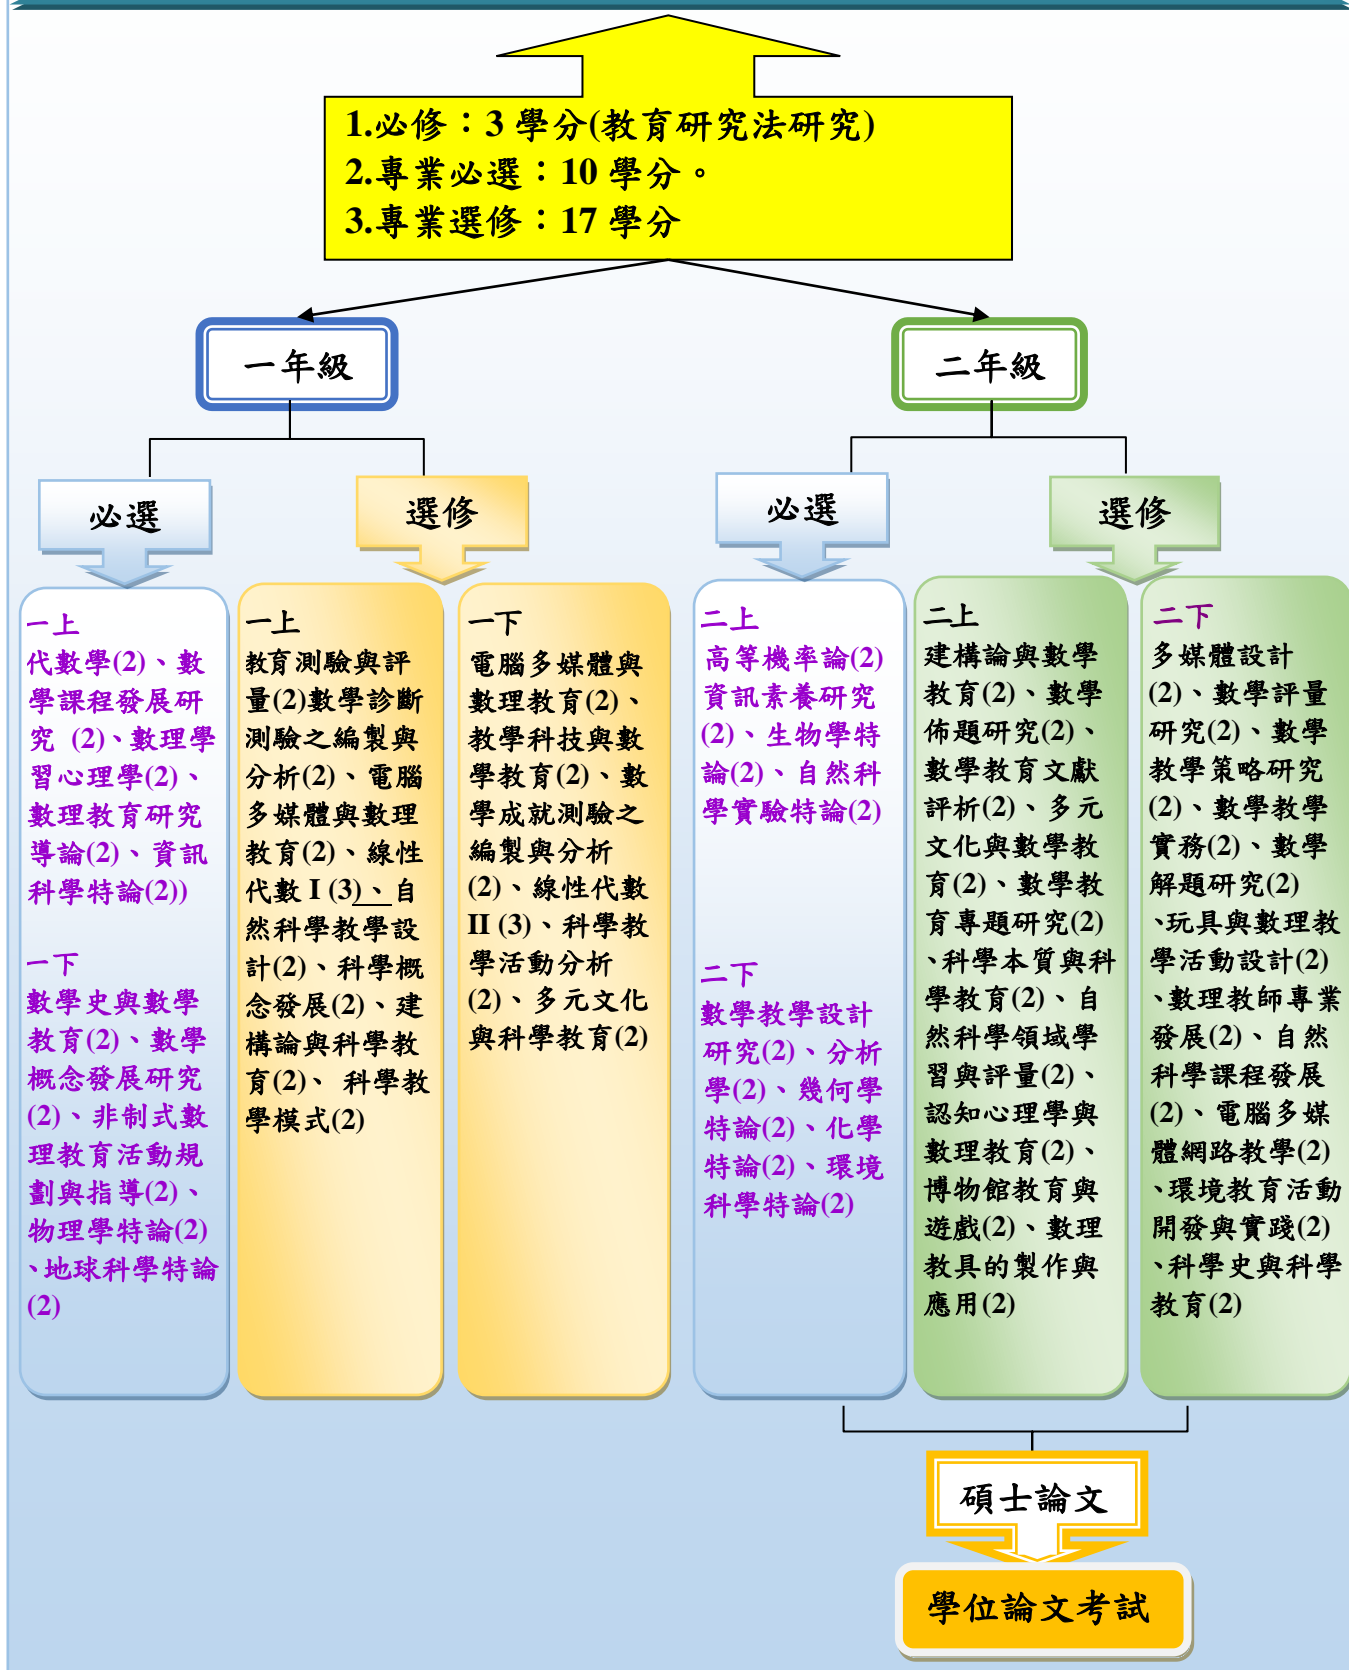 1.必修：3 學分(教育研究法研究)
2.專業必選：10 學分。
3.專業選修：17 學分
一年級
二年級
必選
選修
必選
選修
一上
代數學(2)、數
學課程發展研
究 (2)、數理學
習心理學(2)、
數理教育研究
導論(2)、資訊
科學特論(2))
一下
數學史與數學
教育(2)、數學
概念發展研究
(2)、非制式數
理教育活動規
劃與指導(2)、
物理學特論(2)
、地球科學特論
(2)
一上
教育測驗與評
量(2)數學診斷
測驗之編製與
分析(2)、電腦
多媒體與數理
教育(2)、線性
代數 I (3)、自
然科學教學設
計(2)、科學概
念發展(2)、建
構論與科學教
育(2)、 科學教
學模式(2)
一下
電腦多媒體與
數理教育(2)、
教學科技與數
學教育(2)、數
學成就測驗之
編製與分析
(2)、線性代數
II (3)、科學教
學活動分析
(2)、多元文化
與科學教育(2)
二上
高等機率論(2)
資訊素養研究
(2)、生物學特
論(2)、自然科
學實驗特論(2)
二下
數學教學設計
研究(2)、分析
學(2)、幾何學
特論(2)、化學
特論(2)、環境
科學特論(2)
二上
建構論與數學
教育(2)、數學
佈題研究(2)、
數學教育文獻
評析(2)、多元
文化與數學教
育(2)、數學教
育專題研究(2)
、科學本質與科
學教育(2)、自
然科學領域學
習與評量(2)、
認知心理學與
數理教育(2)、
博物館教育與
遊戲(2)、數理
教具的製作與
應用(2)
二下
多媒體設計
(2)、數學評量
研究(2)、數學
教學策略研究
(2)、數學教學
實務(2)、數學
解題研究(2)
、玩具與數理教
學活動設計(2)
、數理教師專業
發展(2)、自然
科學課程發展
(2)、電腦多媒
體網路教學(2)
、環境教育活動
開發與實踐(2)
、科學史與科學
教育(2)
碩士論文
學位論文考試